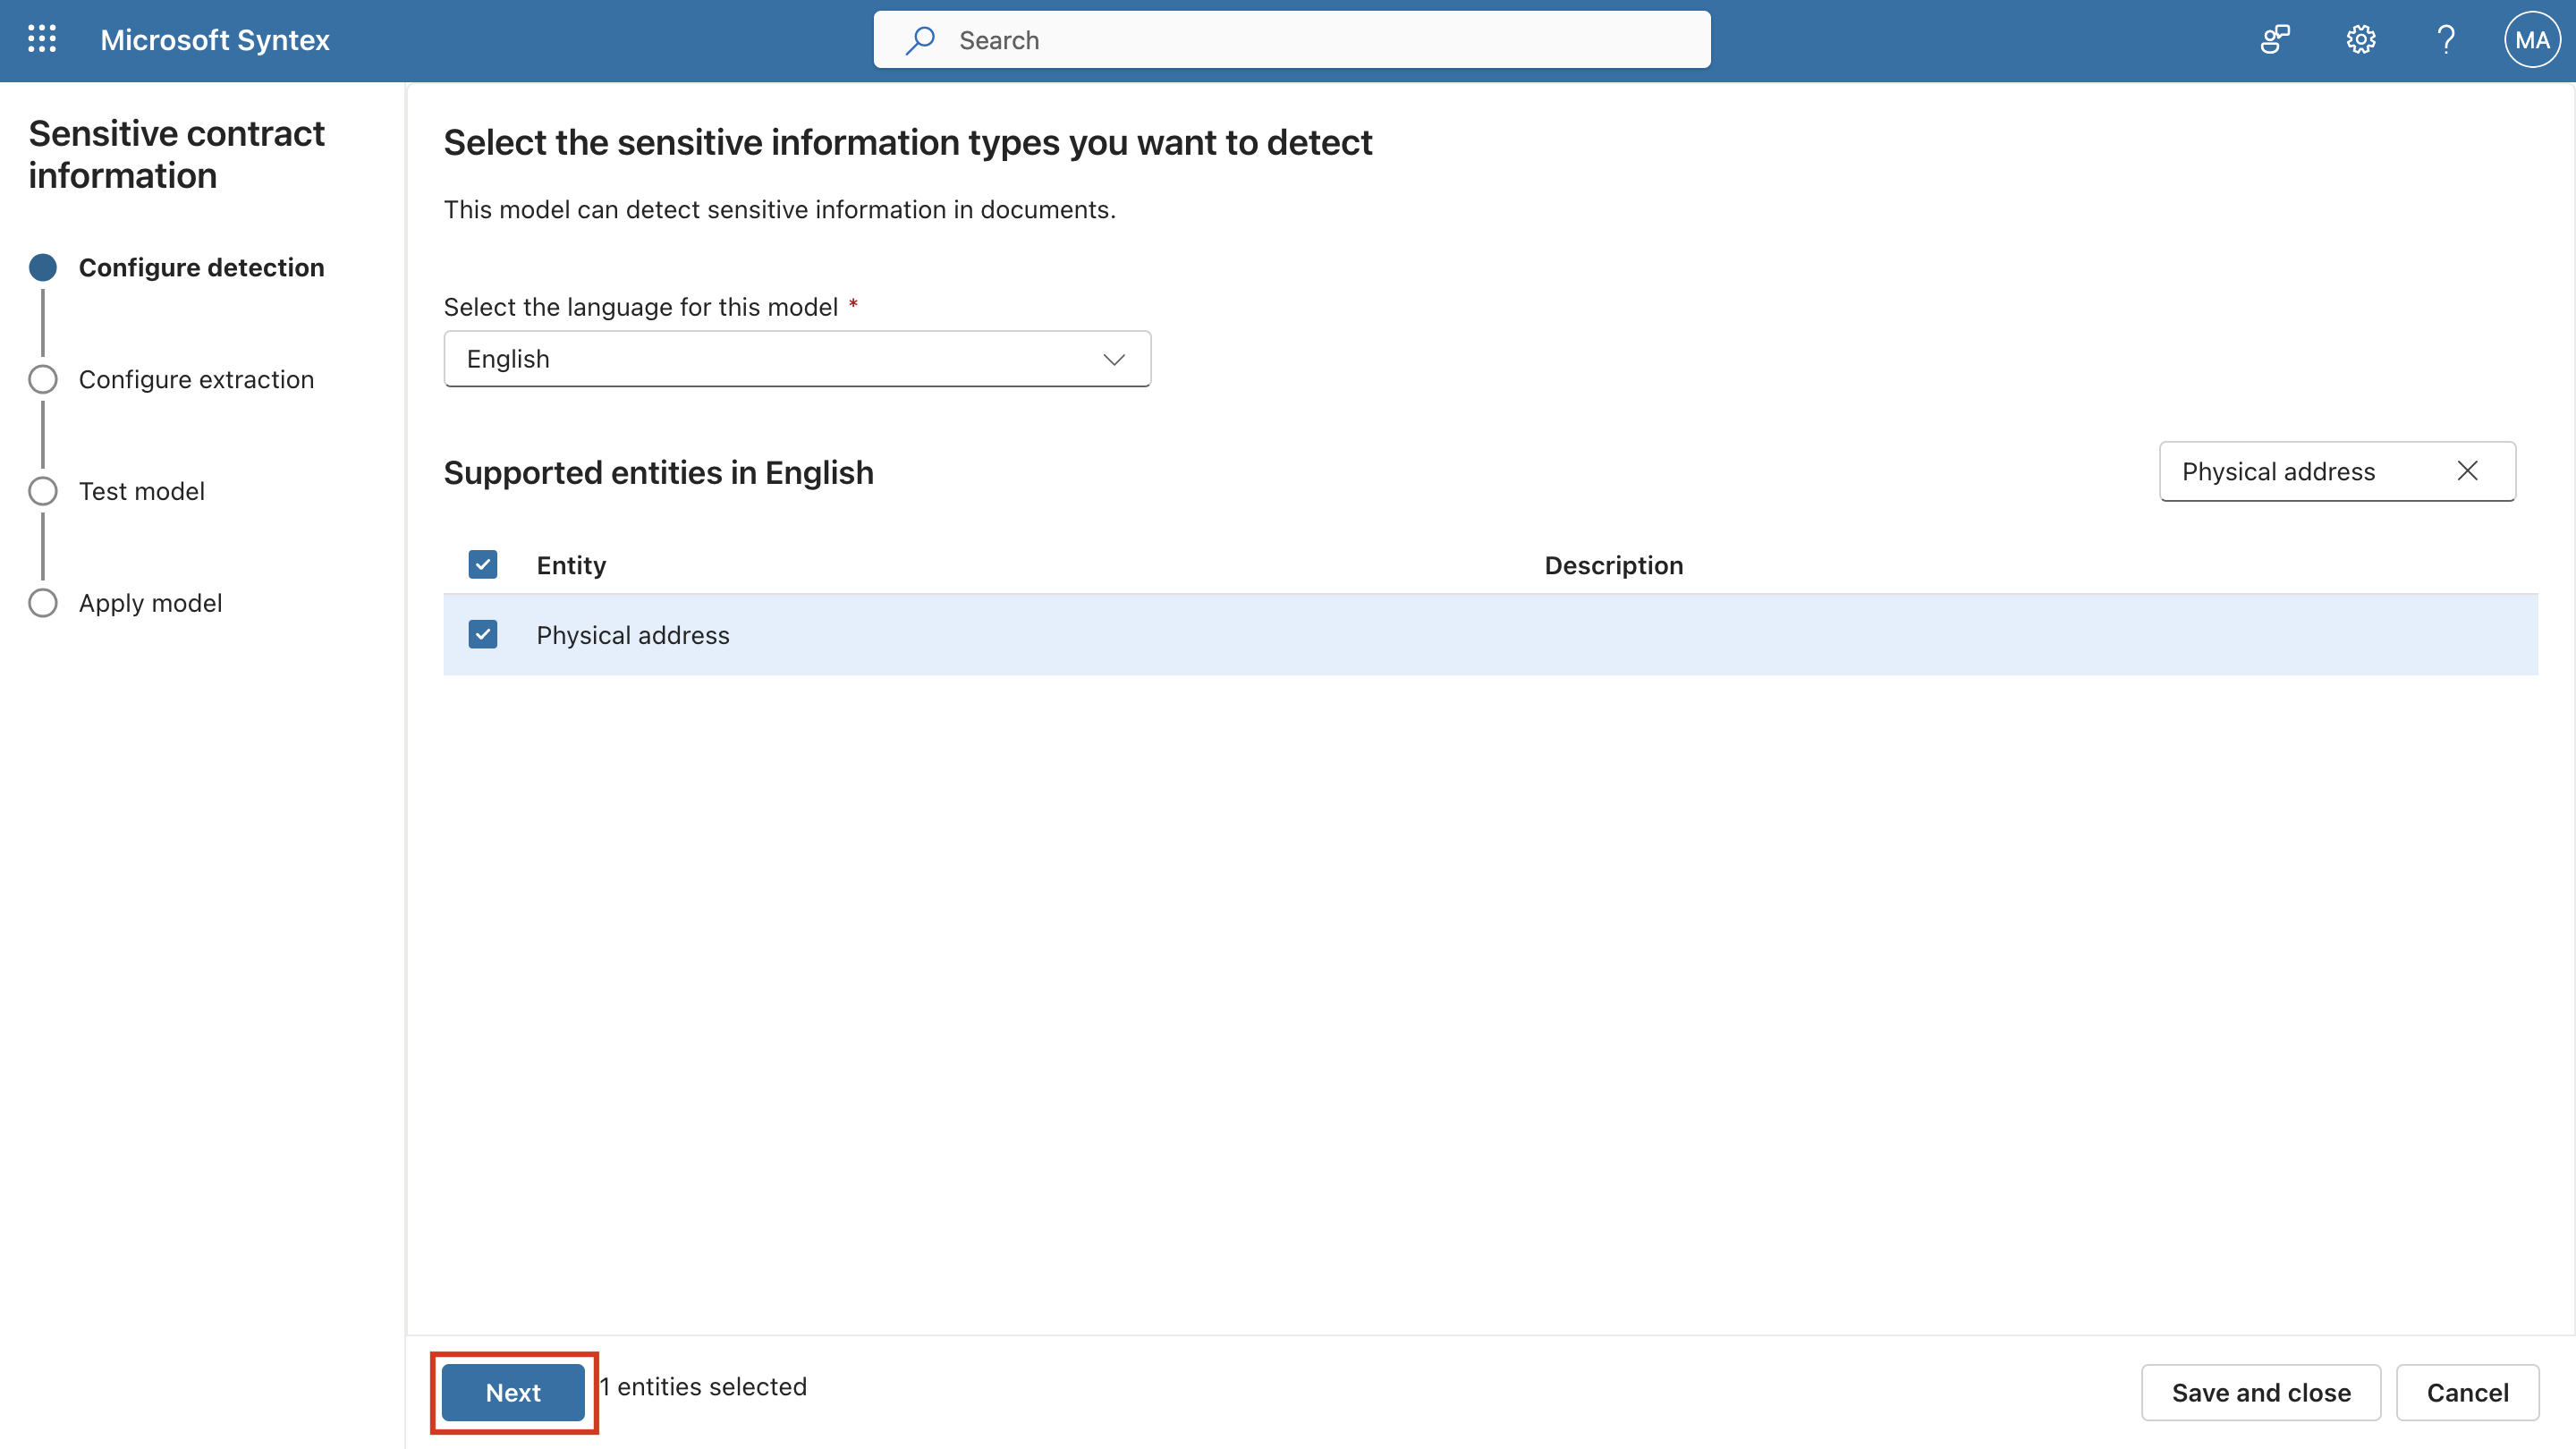 Microsoft Syntex
Search
MA
Sensitive contract
information
Configure detection
Configure extraction
Test model
Apply model
Select the sensitive information types you want to detect
This model can detect sensitive information in documents.
Select the language for this model *
English
Supported entities in English
Physical address
Entity Description
Physical address
Next
1 entities selected
Save and close
Cancel